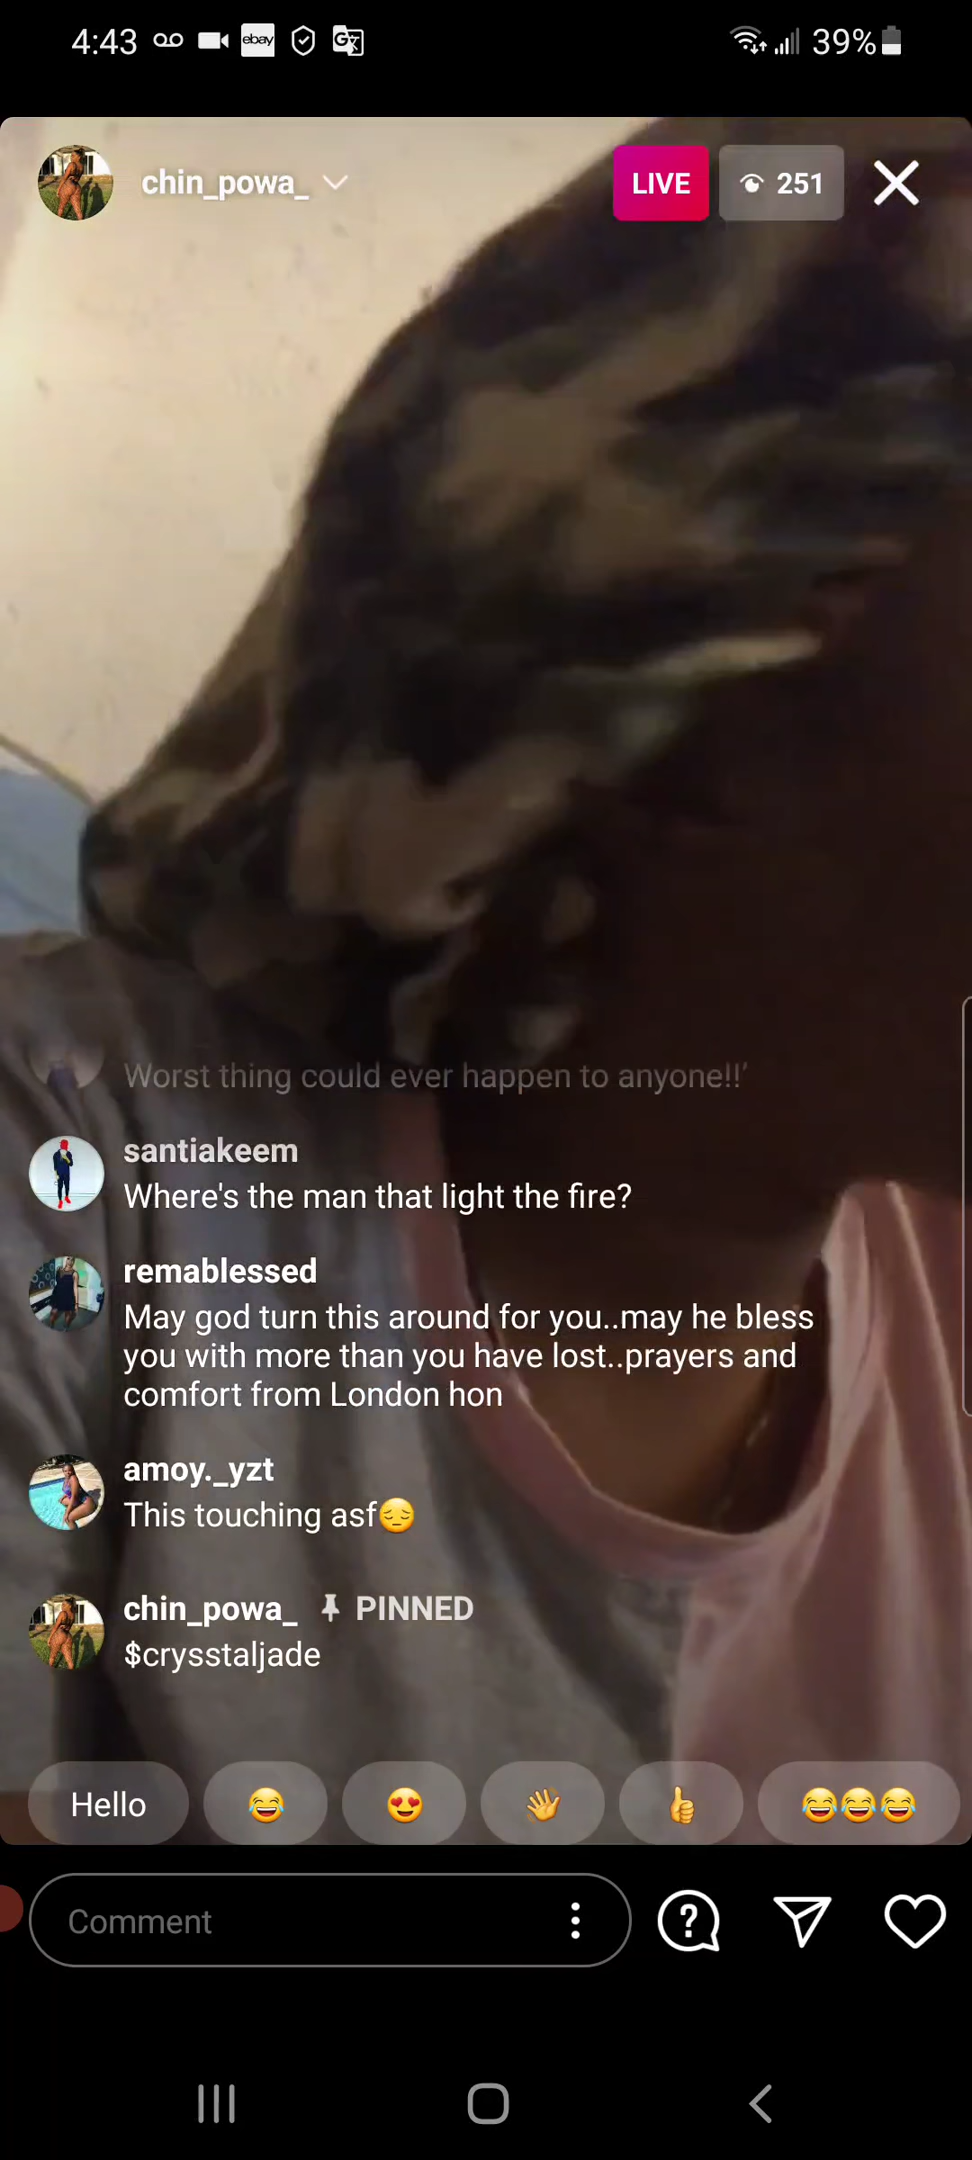 4:43 ebay G 39%
chin_powa_ LIVE 251
Worst thing could ever happen to anyone!!'
santiakeem
Where's the man that light the fire?
remablessed
May god turn this around for you..may he bless
you with more than you have lost..prayers and
comfort from London hon
amoy._yzt
This touching asf😔
chin_powa_ PINNED
$crysstaljade
Hello 😂 😍 👋 👍 😂😂😂
Comment